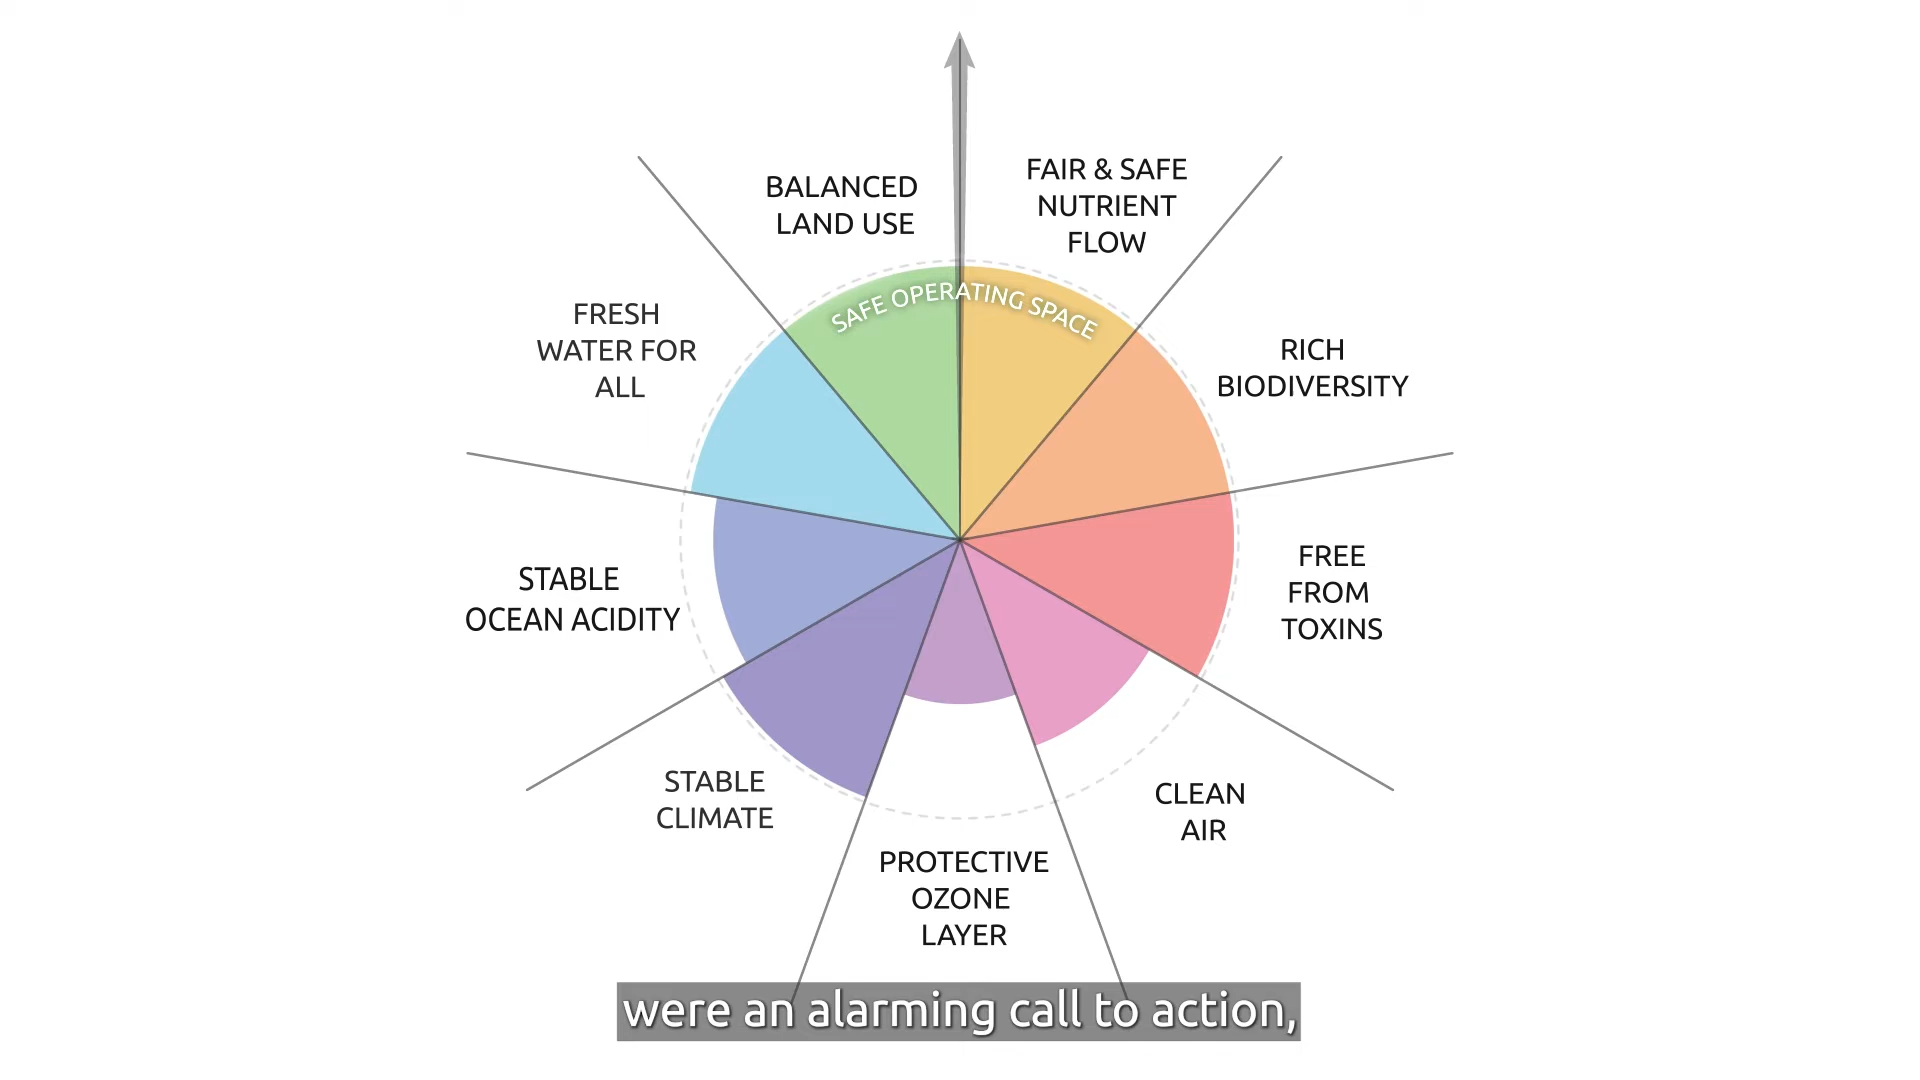 BALANCED
LAND USE
FAIR & SAFE
NUTRIENT
FLOW
SAFE OPERATING SPACE
FRESH
WATER FOR
ALL
RICH
BIODIVERSITY
STABLE
OCEAN ACIDITY
FREE
FROM
TOXINS
STABLE
CLIMATE
CLEAN
AIR
PROTECTIVE
OZONE
LAYER
were an alarming call to action,